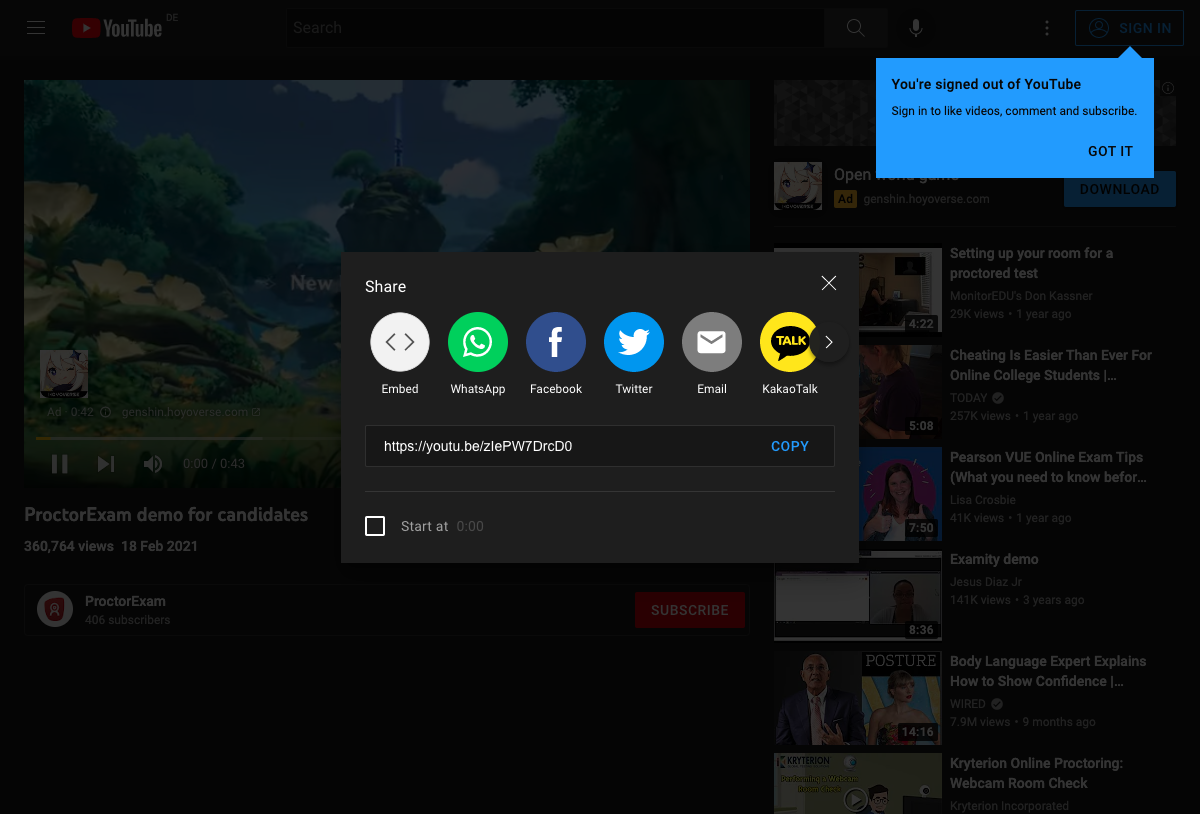 YouTube DE
Search
SIGN IN
You're signed out of YouTube
Sign in to like videos, comment and subscribe.
GOT IT
Open world game
Ad genshin.hoyoverse.com
DOWNLOAD
HOYOVERSE
New
HOYOVERSE
Ad · 0:42 genshin.hoyoverse.com
0:00 / 0:43
Share
Embed
WhatsApp
Facebook
Twitter
Email
TALK
KakaoTalk
https://youtu.be/zIePW7DrcD0
COPY
Start at 0:00
ProctorExam demo for candidates
360,764 views 18 Feb 2021
ProctorExam
406 subscribers
SUBSCRIBE
Setting up your room for a
proctored test
MonitorEDU's Don Kassner
29K views • 1 year ago
4:22
Cheating Is Easier Than Ever For
Online College Students |...
TODAY
257K views • 1 year ago
5:08
Pearson VUE Online Exam Tips
(What you need to know befor...
Lisa Crosbie
41K views • 1 year ago
7:50
Examity demo
Jesus Diaz Jr
141K views • 3 years ago
8:36
POSTURE
Body Language Expert Explains
How to Show Confidence |...
WIRED
7.9M views • 9 months ago
14:16
KRYTERION
Performing a Webcam
Room Check
Kryterion Online Proctoring:
Webcam Room Check
Kryterion Incorporated